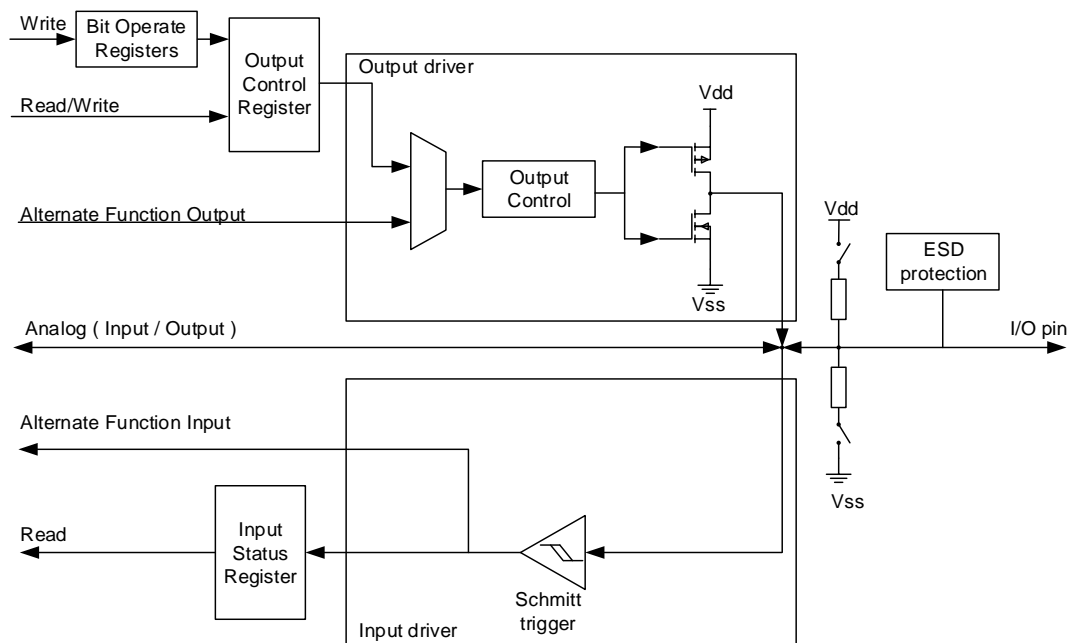 Write
Bit Operate
Registers
Output
Control
Register
Read/Write
Output driver
Vdd
Output
Control
Alternate Function Output
Vss
Vdd
ESD
protection
Analog ( Input / Output )
I/O pin
Alternate Function Input
Vss
Read
Input
Status
Register
Schmitt
trigger
Input driver